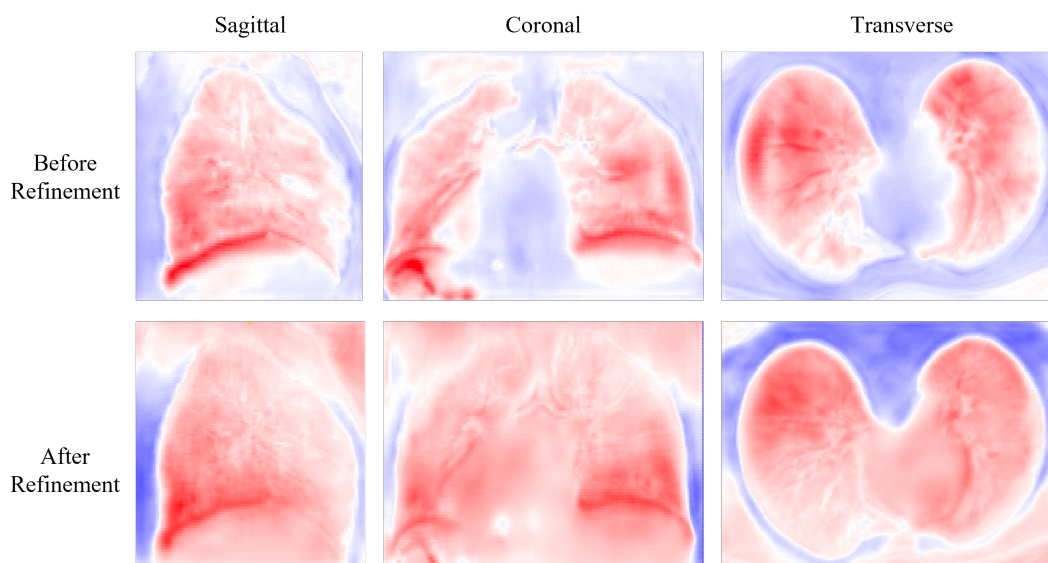 Sagittal
Coronal
Transverse
Before
Refinement
After
Refinement